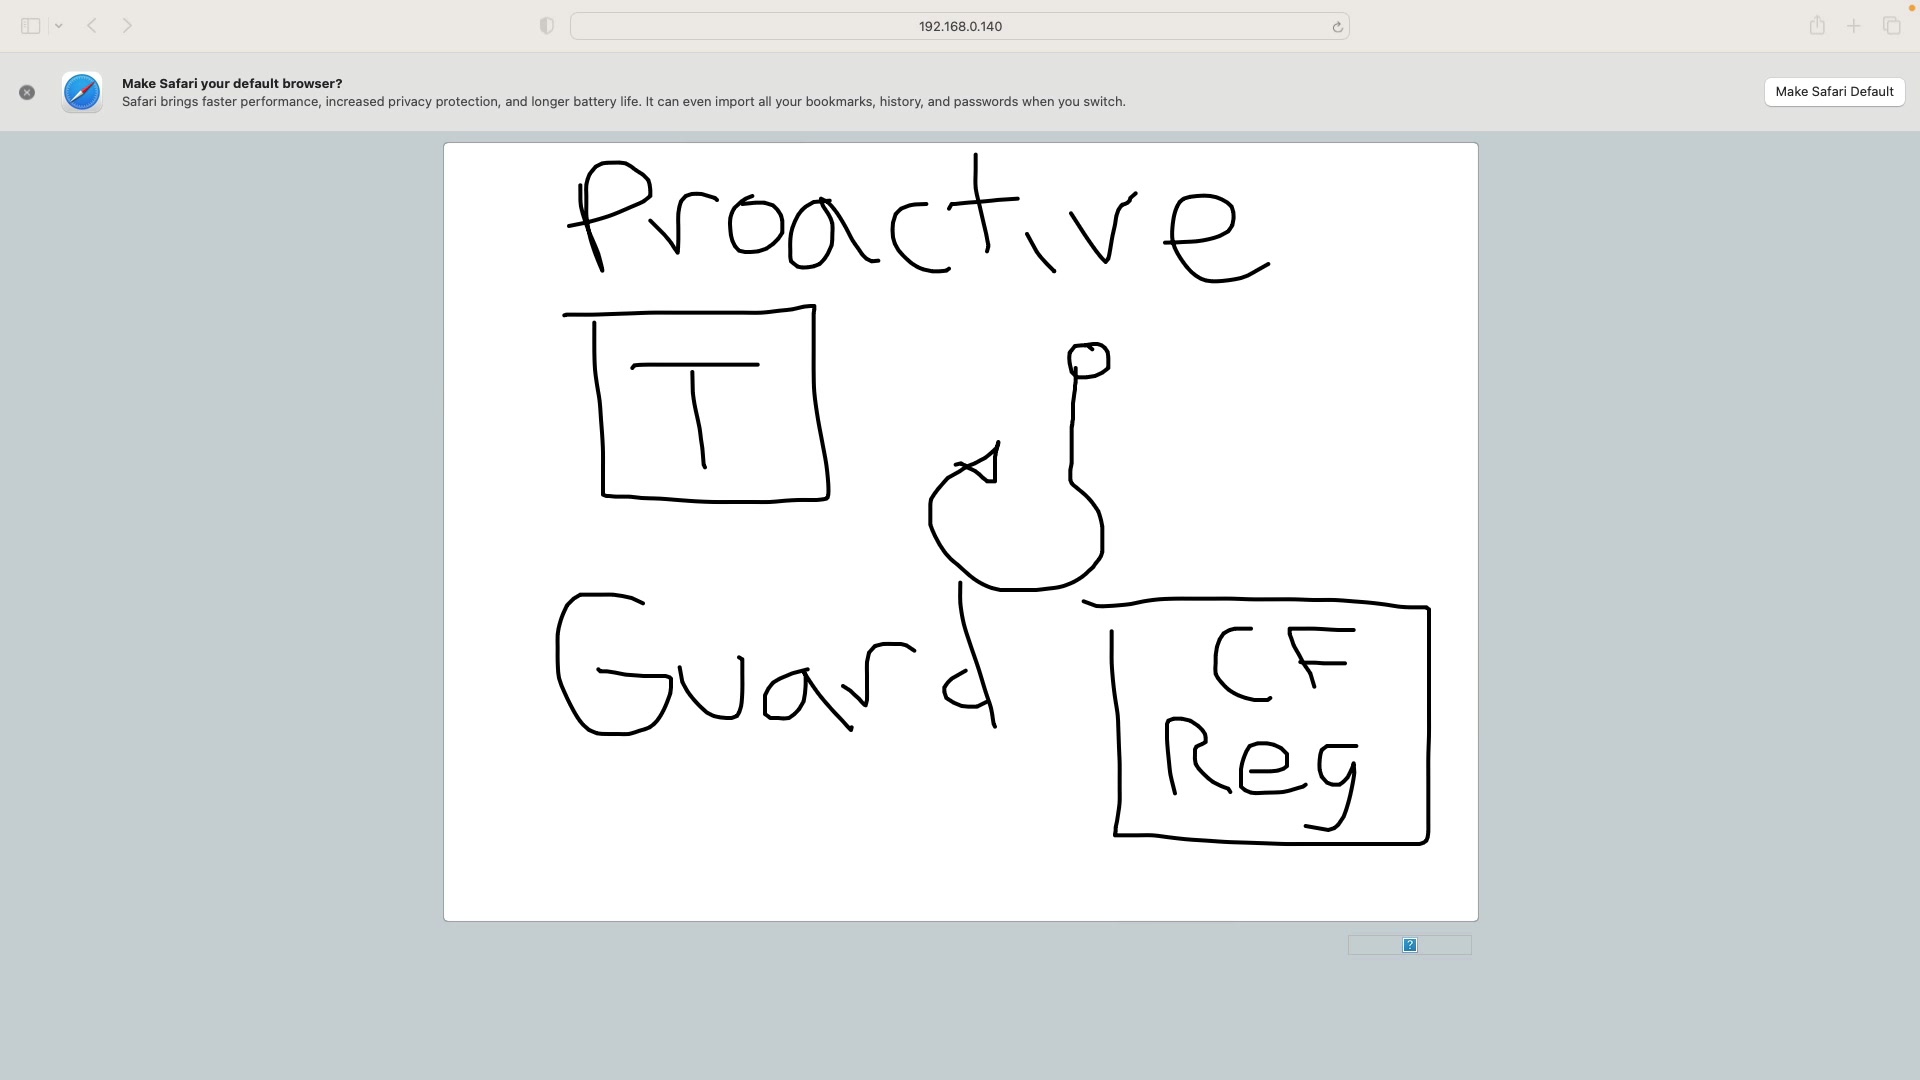 192.168.0.140
Make Safari your default browser?
Safari brings faster performance, increased privacy protection, and longer battery life. It can even import all your bookmarks, history, and passwords when you switch.
Make Safari Default
Proactive
T
Guard
CF
Reg
?